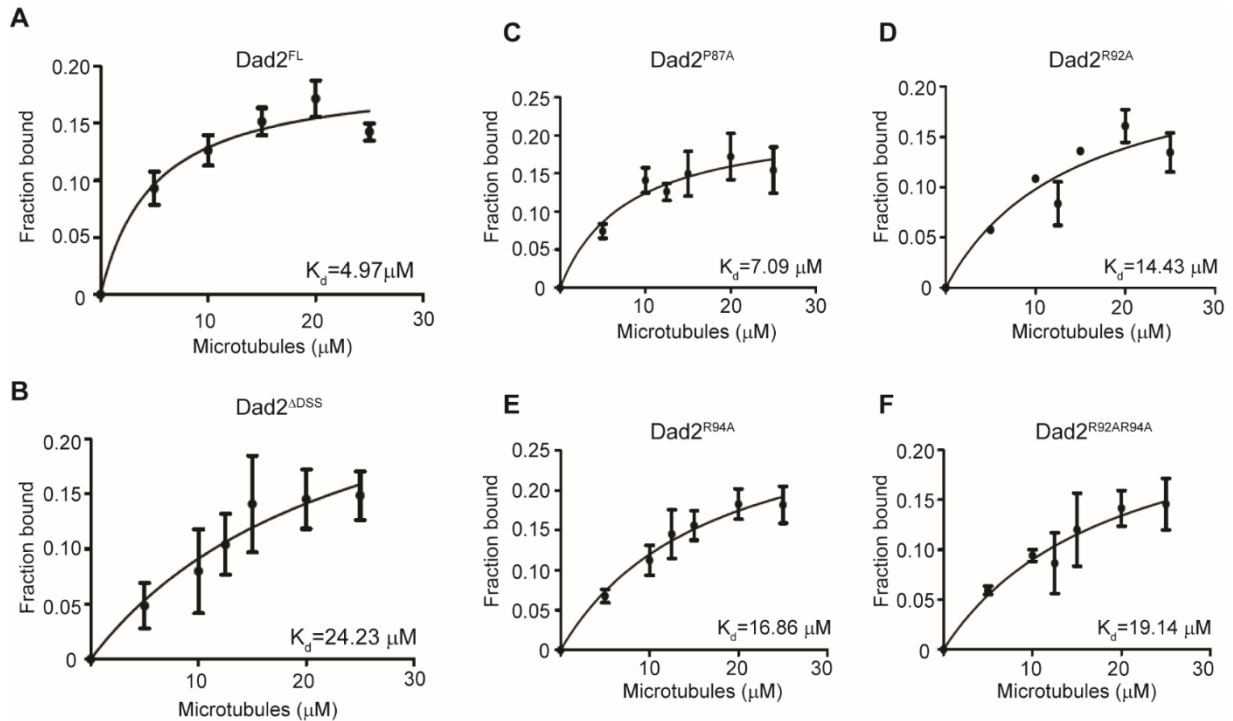 A
Dad2FL
Fraction bound
0.20
0.15
0.10
0.05
0
10
20
30
Kd=4.97μM
Microtubules (μM)
C
Dad2P87A
Fraction bound
0.25
0.20
0.15
0.10
0.05
0
10
20
30
Kd=7.09 μM
Microtubules (μM)
D
Dad2R92A
Fraction bound
0.20
0.15
0.10
0.05
0
10
20
30
Kd=14.43 μM
Microtubules (μM)
B
Dad2ΔDSS
Fraction bound
0.20
0.15
0.10
0.05
0
10
20
30
Kd=24.23 μM
Microtubules (μM)
E
Dad2R94A
Fraction bound
0.25
0.20
0.15
0.10
0.05
0
10
20
30
Kd=16.86 μM
Microtubules (μM)
F
Dad2R92AR94A
Fraction bound
0.20
0.15
0.10
0.05
0
10
20
30
Kd=19.14 μM
Microtubules (μM)